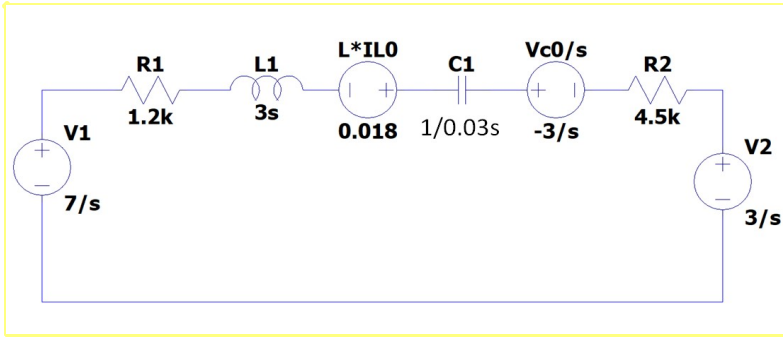 R1
1.2k
L1
3s
L*IL0
0.018
C1
1/0.03s
Vc0/s
-3/s
R2
4.5k
V1
7/s
V2
3/s